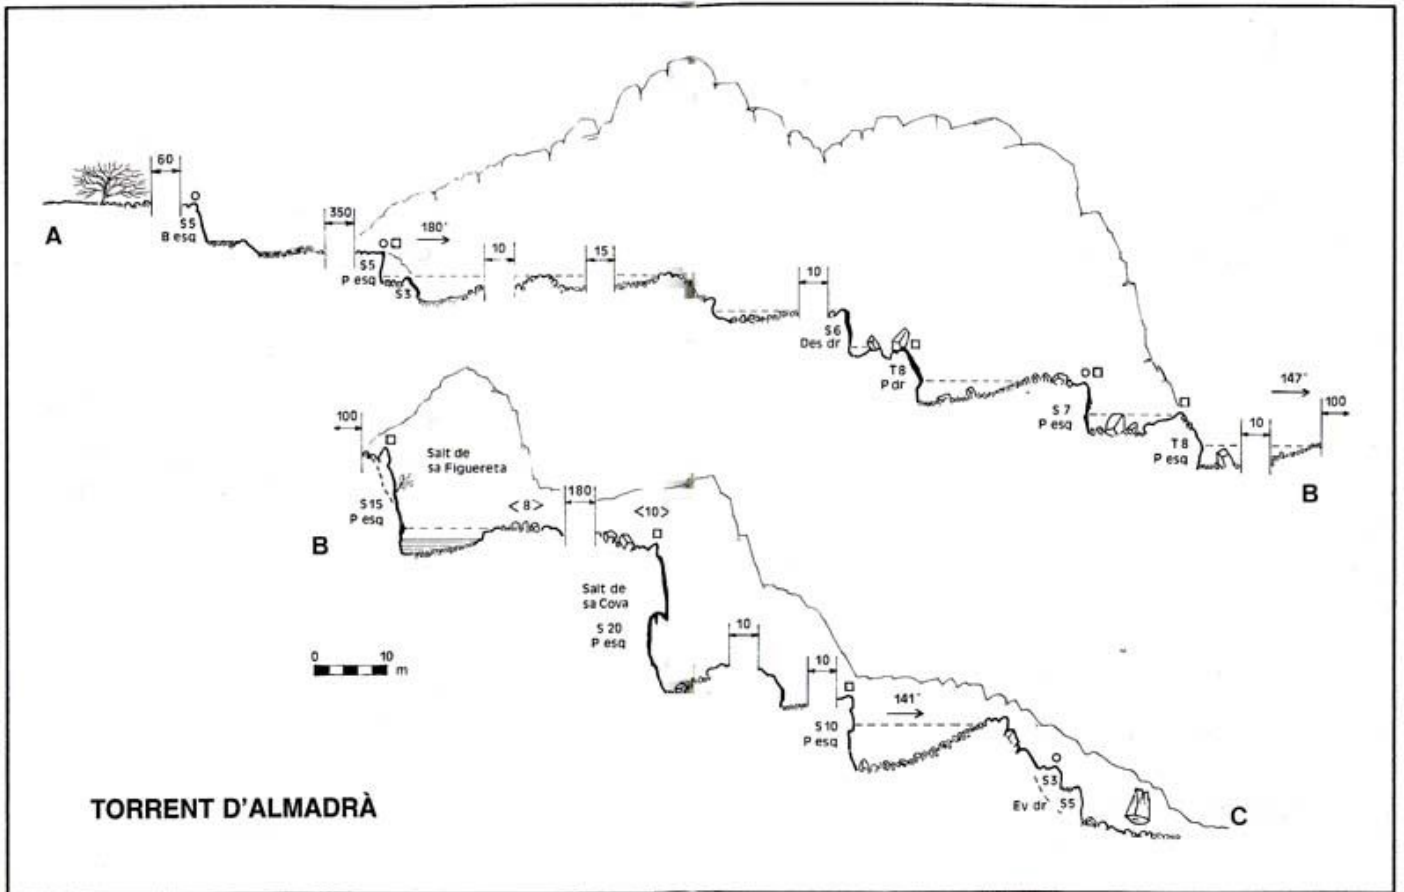 60
A
S5
B esq
350
180°
S5
P esq
S3
10
15
10
S6
Des dr
T8
P dr
S 7
P esq
T8
P esq
10
147°
100
B
100
Salt de
sa Figuereta
S15
P esq
<8>
180
<10>
B
Salt de
sa Cova
S 20
P esq
10
10
0 10 m
S10
P esq
141°
S3
Ev dr S5
C
TORRENT D'ALMADRÀ